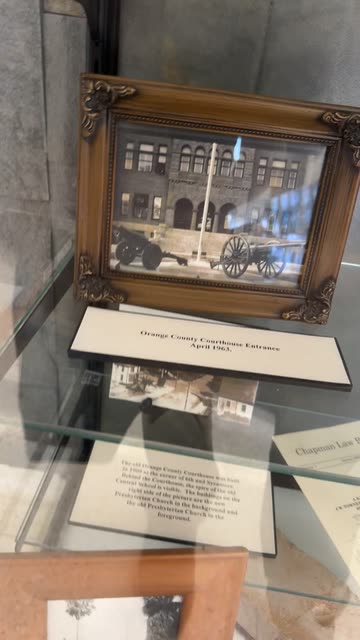 Orange County Courthouse Entrance
April 1963.
The old Orange County Courthouse was built
in 1900 at the corner of 6th and Sycamore.
Behind the Courthouse, the spire of the old
Central School is visible. The buildings on the
right side of the picture are the new
Presbyterian Church in the background and
the old Presbyterian Church in the
foreground.
Chapman Law R